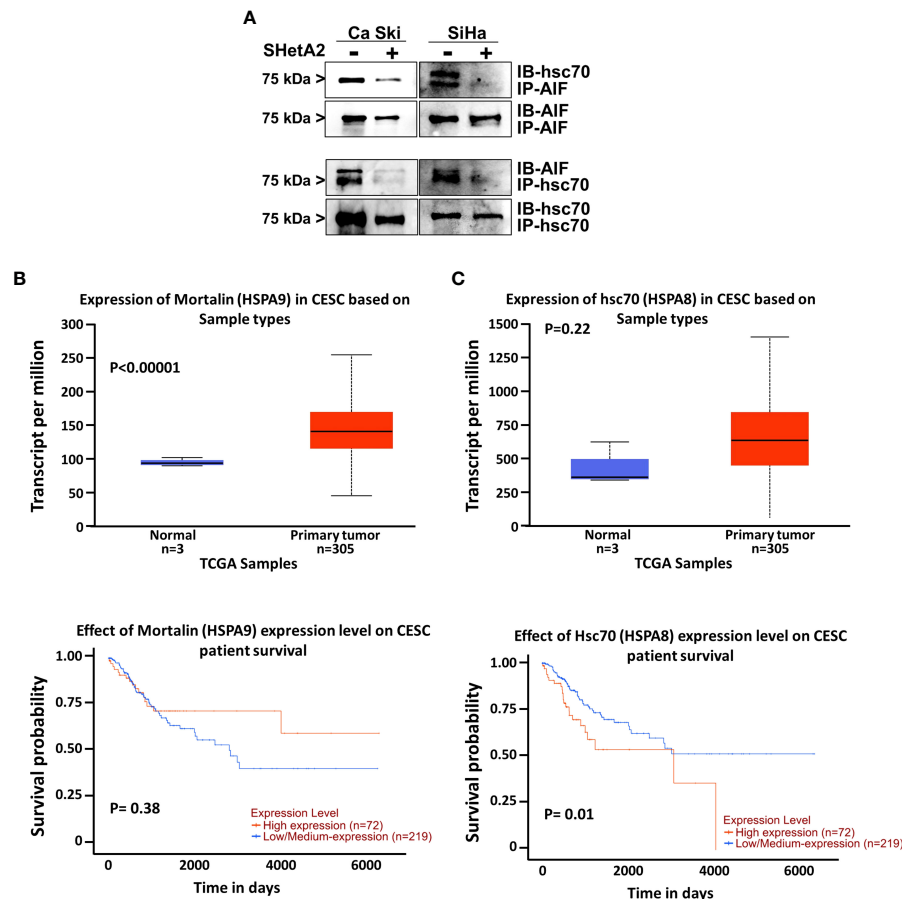 A
Ca Ski SiHa
SHetA2 - + - +
75 kDa > IB-hsc70
IP-AIF
75 kDa > IB-AIF
IP-AIF
75 kDa > IB-AIF
IP-hsc70
75 kDa > IB-hsc70
IP-hsc70
B
Expression of Mortalin (HSPA9) in CESC based on
Sample types
Transcript per million
300
250
200
150
100
50
0
P<0.00001
Normal Primary tumor
n=3 n=305
TCGA Samples
C
Expression of hsc70 (HSPA8) in CESC based on
Sample types
Transcript per million
1500
1250
1000
750
500
250
0
P=0.22
Normal Primary tumor
n=3 n=305
TCGA Samples
Effect of Mortalin (HSPA9) expression level on CESC
patient survival
Survival probability
1.00
0.75
0.50
0.25
0
P= 0.38
Expression Level
High expression (n=72)
Low/Medium-expression (n=219)
0 2000 4000 6000
Time in days
Effect of Hsc70 (HSPA8) expression level on CESC
patient survival
Survival probability
1.00
0.75
0.50
0.25
0
P= 0.01
Expression Level
High expression (n=72)
Low/Medium-expression (n=219)
0 2000 4000 6000
Time in days